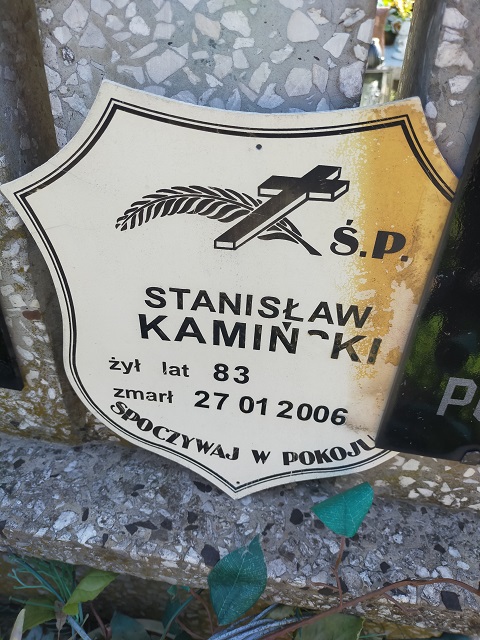 Ś.P.
STANISŁAW
KAMIŃSKI
żył lat 83
zmarł 27 01 2006
SPOCZYWAJ W POKOJU